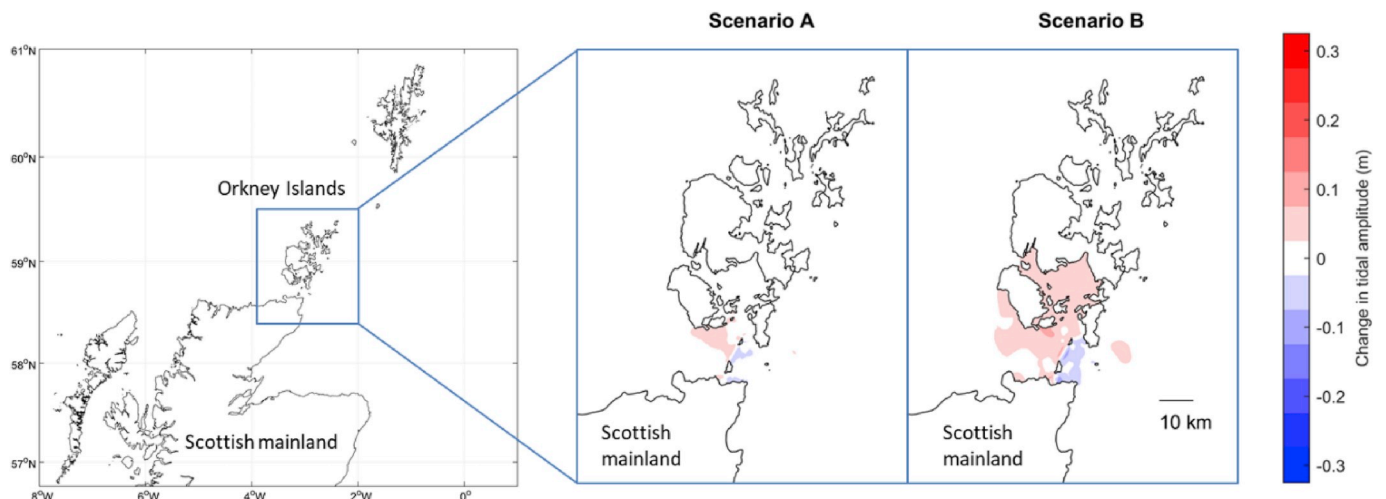 Scenario A
Scenario B
61°N
60°N
59°N
58°N
57°N
8°W
6°W
4°W
2°W
0°
Orkney Islands
Scottish mainland
Scottish
mainland
Scottish
mainland
10 km
0.3
0.2
0.1
0
-0.1
-0.2
-0.3
Change in tidal amplitude (m)